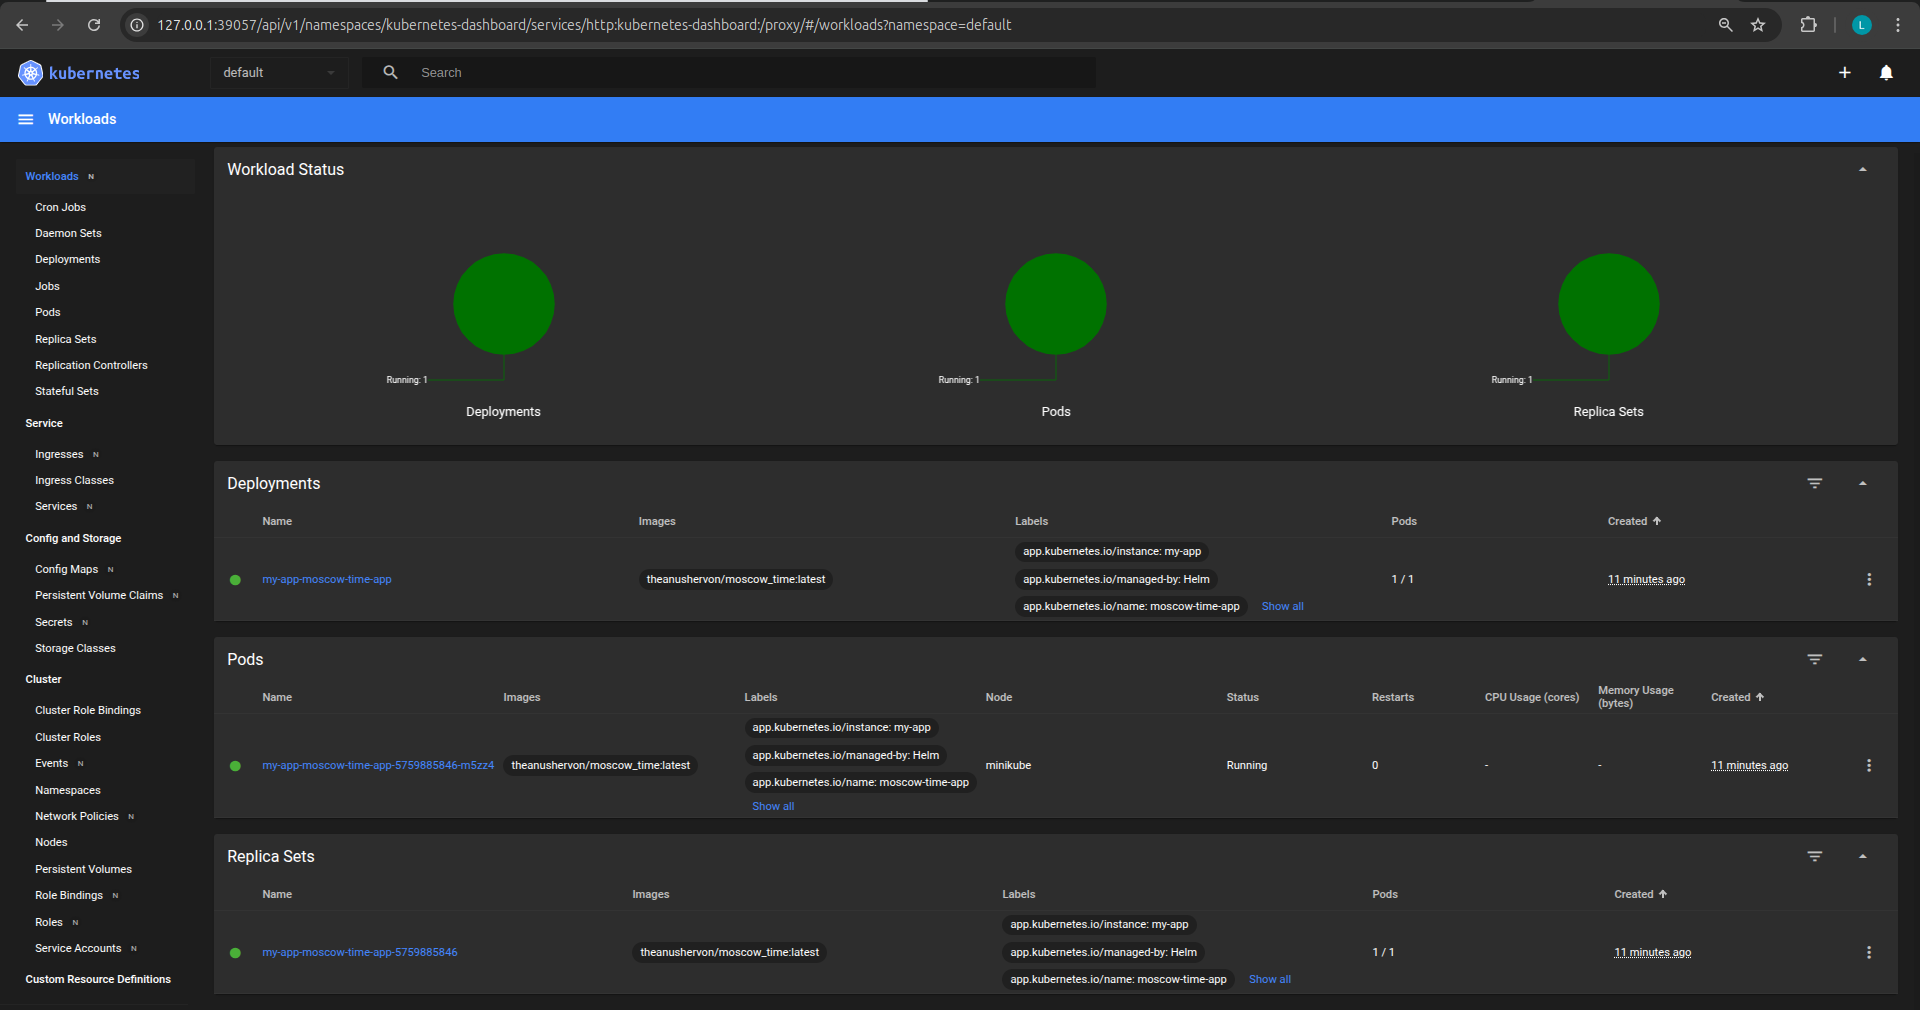 127.0.0.1:39057/api/v1/namespaces/kubernetes-dashboard/services/http:kubernetes-dashboard:/proxy/#/workloads?namespace=default
L
kubernetes
default
Search
Workloads
Workloads N
Cron Jobs
Daemon Sets
Deployments
Jobs
Pods
Replica Sets
Replication Controllers
Stateful Sets
Service
Ingresses N
Ingress Classes
Services N
Config and Storage
Config Maps N
Persistent Volume Claims N
Secrets N
Storage Classes
Cluster
Cluster Role Bindings
Cluster Roles
Events N
Namespaces
Network Policies N
Nodes
Persistent Volumes
Role Bindings N
Roles N
Service Accounts N
Custom Resource Definitions
Workload Status
Running: 1
Deployments
Running: 1
Pods
Running: 1
Replica Sets
Deployments
Name Images Labels Pods Created
my-app-moscow-time-app
theanushervon/moscow_time:latest
app.kubernetes.io/instance: my-app
app.kubernetes.io/managed-by: Helm
app.kubernetes.io/name: moscow-time-app Show all
1 / 1
11 minutes ago
Pods
Name Images Labels Node Status Restarts CPU Usage (cores) Memory Usage (bytes) Created
my-app-moscow-time-app-5759885846-m5zz4
theanushervon/moscow_time:latest
app.kubernetes.io/instance: my-app
app.kubernetes.io/managed-by: Helm
app.kubernetes.io/name: moscow-time-app
Show all
minikube
Running
0
-
-
11 minutes ago
Replica Sets
Name Images Labels Pods Created
my-app-moscow-time-app-5759885846
theanushervon/moscow_time:latest
app.kubernetes.io/instance: my-app
app.kubernetes.io/managed-by: Helm
app.kubernetes.io/name: moscow-time-app Show all
1 / 1
11 minutes ago